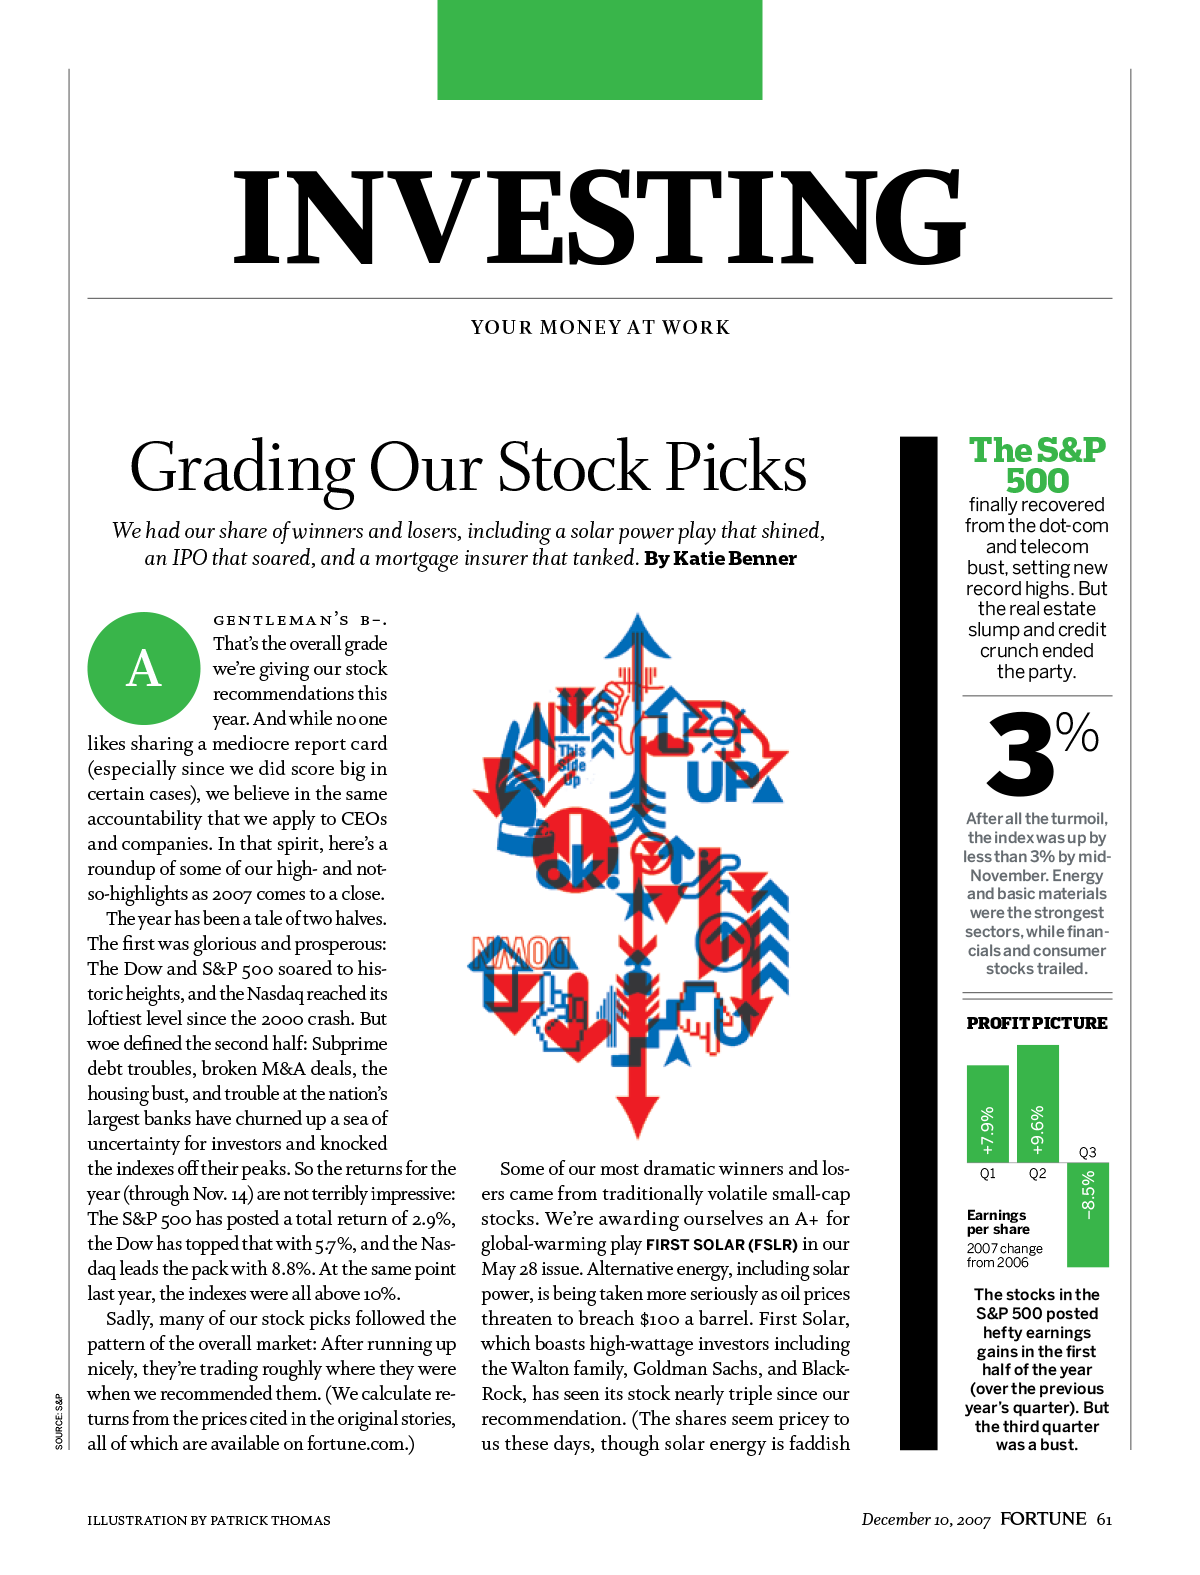 INVESTING
YOUR MONEY AT WORK
Grading Our Stock Picks
We had our share of winners and losers, including a solar power play that shined,
an IPO that soared, and a mortgage insurer that tanked. By Katie Benner
A GENTLEMAN'S B–.
That's the overall grade
we're giving our stock
recommendations this
year. And while no one
likes sharing a mediocre report card
(especially since we did score big in
certain cases), we believe in the same
accountability that we apply to CEOs
and companies. In that spirit, here's a
roundup of some of our high- and not-
so-highlights as 2007 comes to a close.
The year has been a tale of two halves.
The first was glorious and prosperous:
The Dow and S&P 500 soared to his-
toric heights, and the Nasdaq reached its
loftiest level since the 2000 crash. But
woe defined the second half: Subprime
debt troubles, broken M&A deals, the
housing bust, and trouble at the nation's
largest banks have churned up a sea of
uncertainty for investors and knocked
the indexes off their peaks. So the returns for the
year (through Nov. 14) are not terribly impressive:
The S&P 500 has posted a total return of 2.9%,
the Dow has topped that with 5.7%, and the Nas-
daq leads the pack with 8.8%. At the same point
last year, the indexes were all above 10%.
Sadly, many of our stock picks followed the
pattern of the overall market: After running up
nicely, they're trading roughly where they were
when we recommended them. (We calculate re-
turns from the prices cited in the original stories,
all of which are available on fortune.com.)
This
Side
Up
UP
ok!
DOWN
Some of our most dramatic winners and los-
ers came from traditionally volatile small-cap
stocks. We're awarding ourselves an A+ for
global-warming play FIRST SOLAR (FSLR) in our
May 28 issue. Alternative energy, including solar
power, is being taken more seriously as oil prices
threaten to breach $100 a barrel. First Solar,
which boasts high-wattage investors including
the Walton family, Goldman Sachs, and Black-
Rock, has seen its stock nearly triple since our
recommendation. (The shares seem pricey to
us these days, though solar energy is faddish
The S&P
500
finally recovered
from the dot-com
and telecom
bust, setting new
record highs. But
the real estate
slump and credit
crunch ended
the party.
3%
After all the turmoil,
the index was up by
less than 3% by mid-
November. Energy
and basic materials
were the strongest
sectors, while finan-
cials and consumer
stocks trailed.
PROFIT PICTURE
+7.9%
+9.6%
Q3
Q1
Q2
–8.5%
Earnings
per share
2007 change
from 2006
The stocks in the
S&P 500 posted
hefty earnings
gains in the first
half of the year
(over the previous
year's quarter). But
the third quarter
was a bust.
SOURCE: S&P
ILLUSTRATION BY PATRICK THOMAS
December 10, 2007 FORTUNE 61